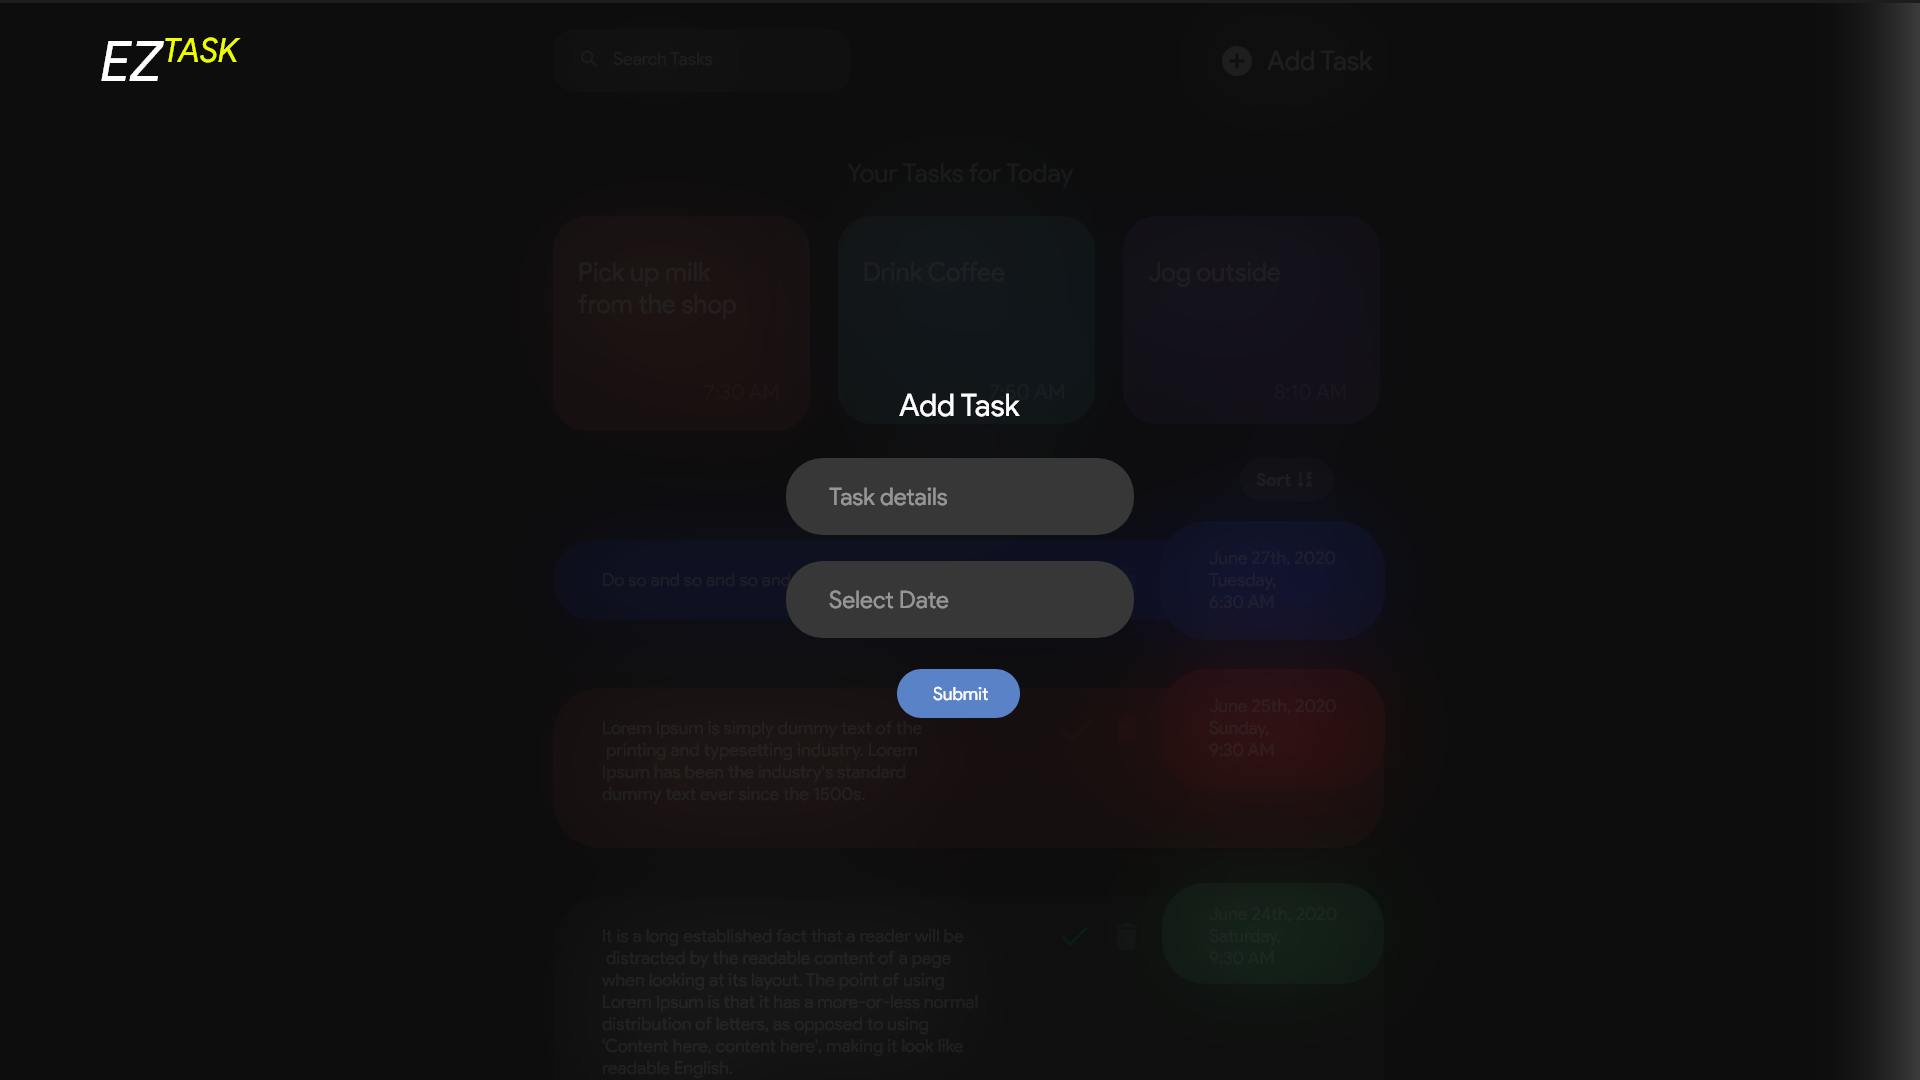 EZTASK
Search Tasks
Add Task
Your Tasks for Today
Pick up milk
from the shop
7:30 AM
Drink Coffee
7:50 AM
Jog outside
8:10 AM
Add Task
Task details
Select Date
Submit
Sort
Do so and so and so and
June 27th, 2020
Tuesday,
6:30 AM
Lorem Ipsum is simply dummy text of the
printing and typesetting industry. Lorem
Ipsum has been the industry's standard
dummy text ever since the 1500s.
June 25th, 2020
Sunday,
9:30 AM
It is a long established fact that a reader will be
distracted by the readable content of a page
when looking at its layout. The point of using
Lorem Ipsum is that it has a more-or-less normal
distribution of letters, as opposed to using
'Content here, content here', making it look like
readable English.
June 24th, 2020
Saturday,
9:30 AM